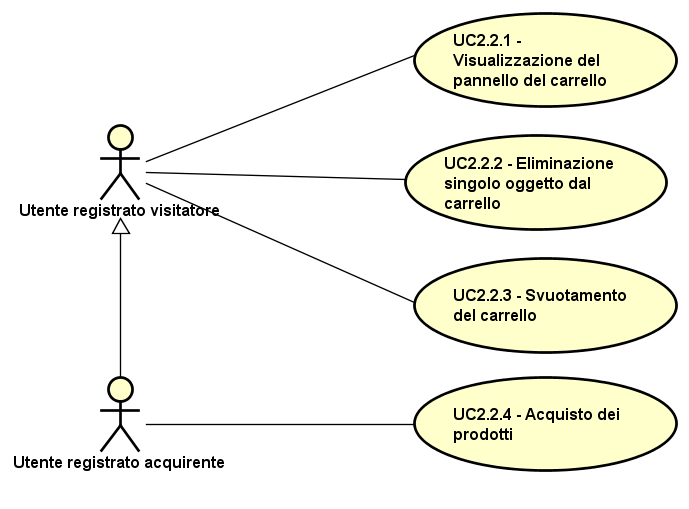 UC2.2.1 -
Visualizzazione del
pannello del carrello
UC2.2.2 - Eliminazione
singolo oggetto dal
carrello
Utente registrato visitatore
UC2.2.3 - Svuotamento
del carrello
UC2.2.4 - Acquisto dei
prodotti
Utente registrato acquirente